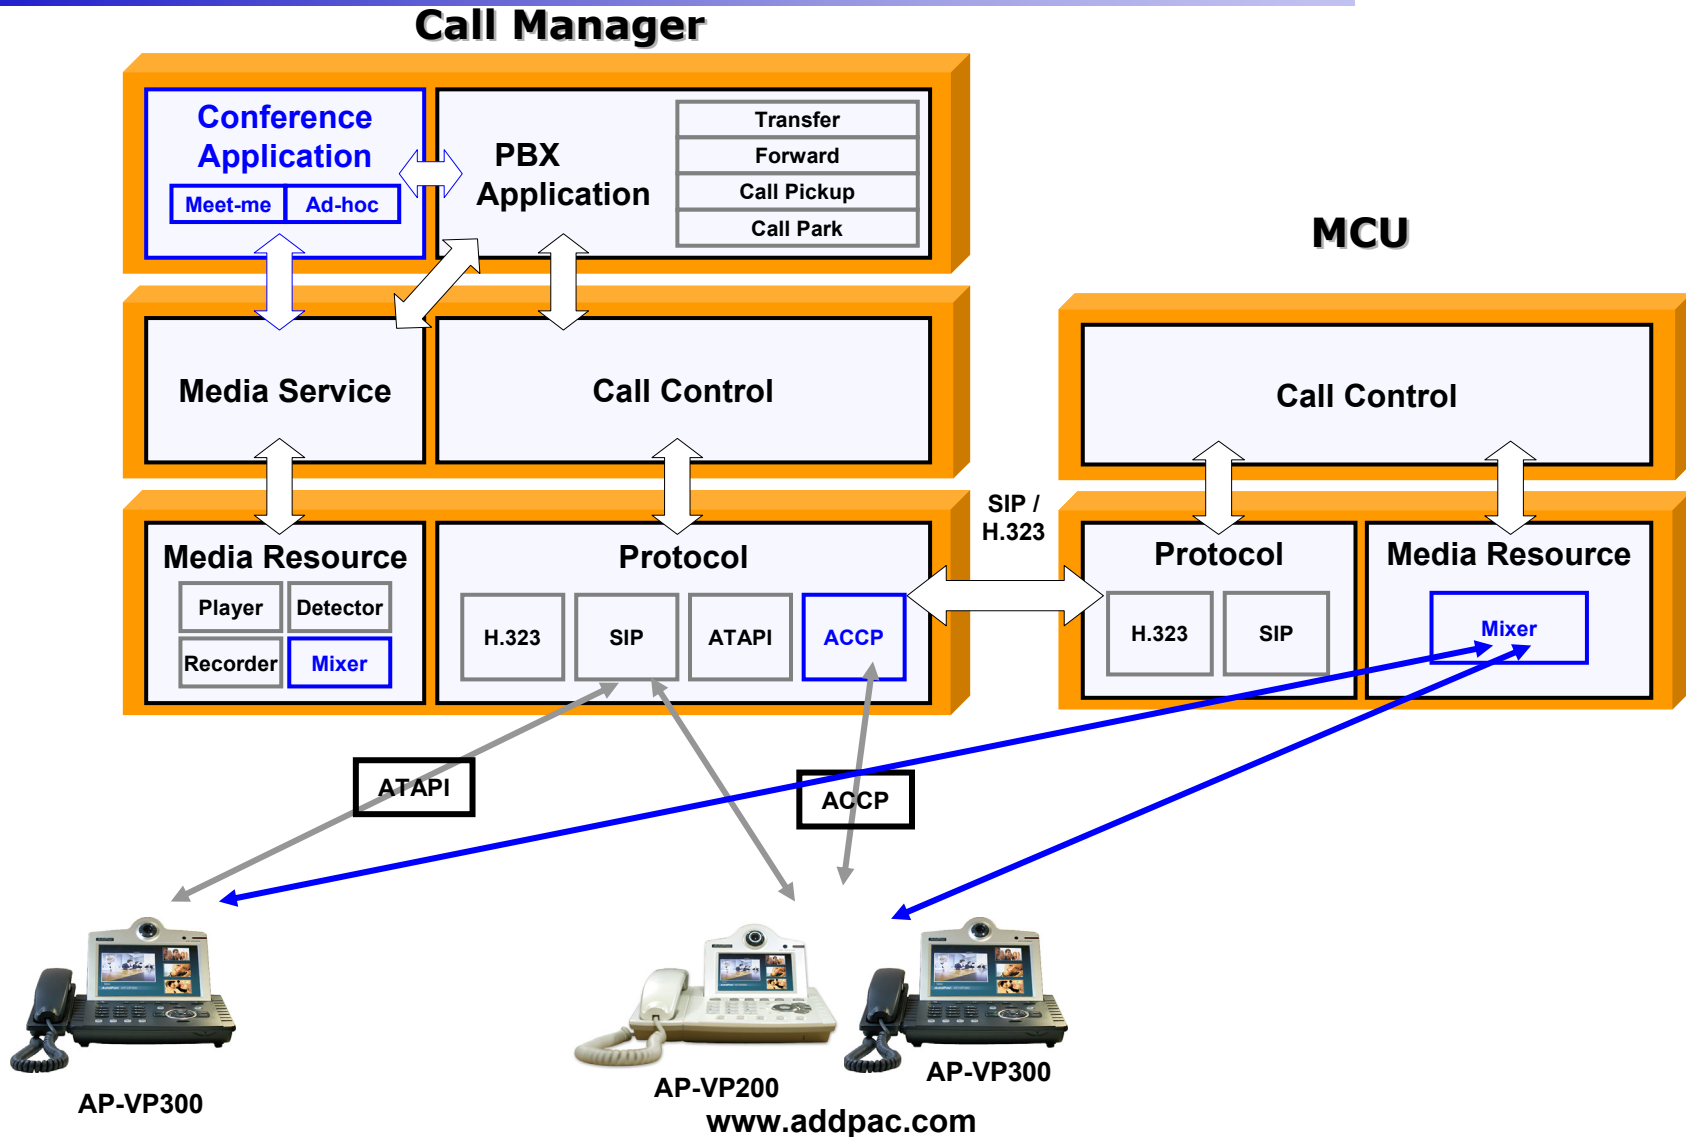 Call Manager
Conference
Application
Meet-me
Ad-hoc
PBX
Application
Transfer
Forward
Call Pickup
Call Park
MCU
Media Service
Call Control
Call Control
SIP /
H.323
Media Resource
Player
Detector
Recorder
Mixer
Protocol
H.323
SIP
ATAPI
ACCP
Protocol
H.323
SIP
Media Resource
Mixer
ATAPI
ACCP
AP-VP300
AP-VP200
AP-VP300
www.addpac.com